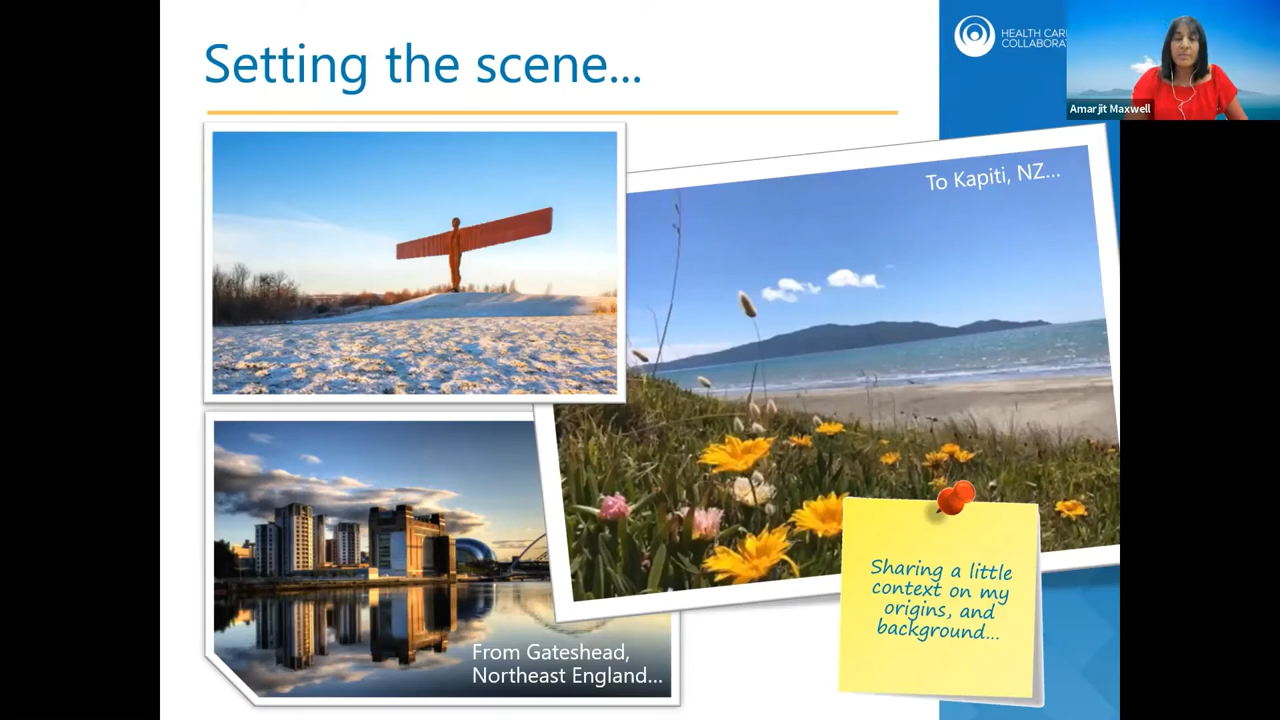 Setting the scene...
HEALTH CAR
COLLABORA
Amarjit Maxwell
To Kapiti, NZ...
From Gateshead,
Northeast England...
Sharing a little
context on my
origins, and
background...